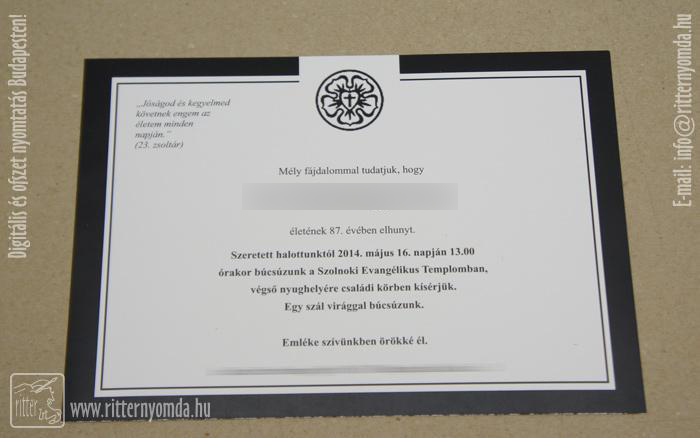 „Jóságod és kegyelmed
követnek engem az
életem minden
napján."
(23. zsoltár)
Mély fájdalommal tudatjuk, hogy
életének 87. évében elhunyt.
Szeretett halottunktól 2014. május 16. napján 13.00
órakor búcsúzunk a Szolnoki Evangélikus Templomban,
végső nyughelyére családi körben kísérjük.
Egy szál virággal búcsúzunk.
Emléke szívünkben örökké él.
Digitális és ofszet nyomtatás Budapesten!
E-mail: info@ritternyomda.hu
ritter
www.ritternyomda.hu